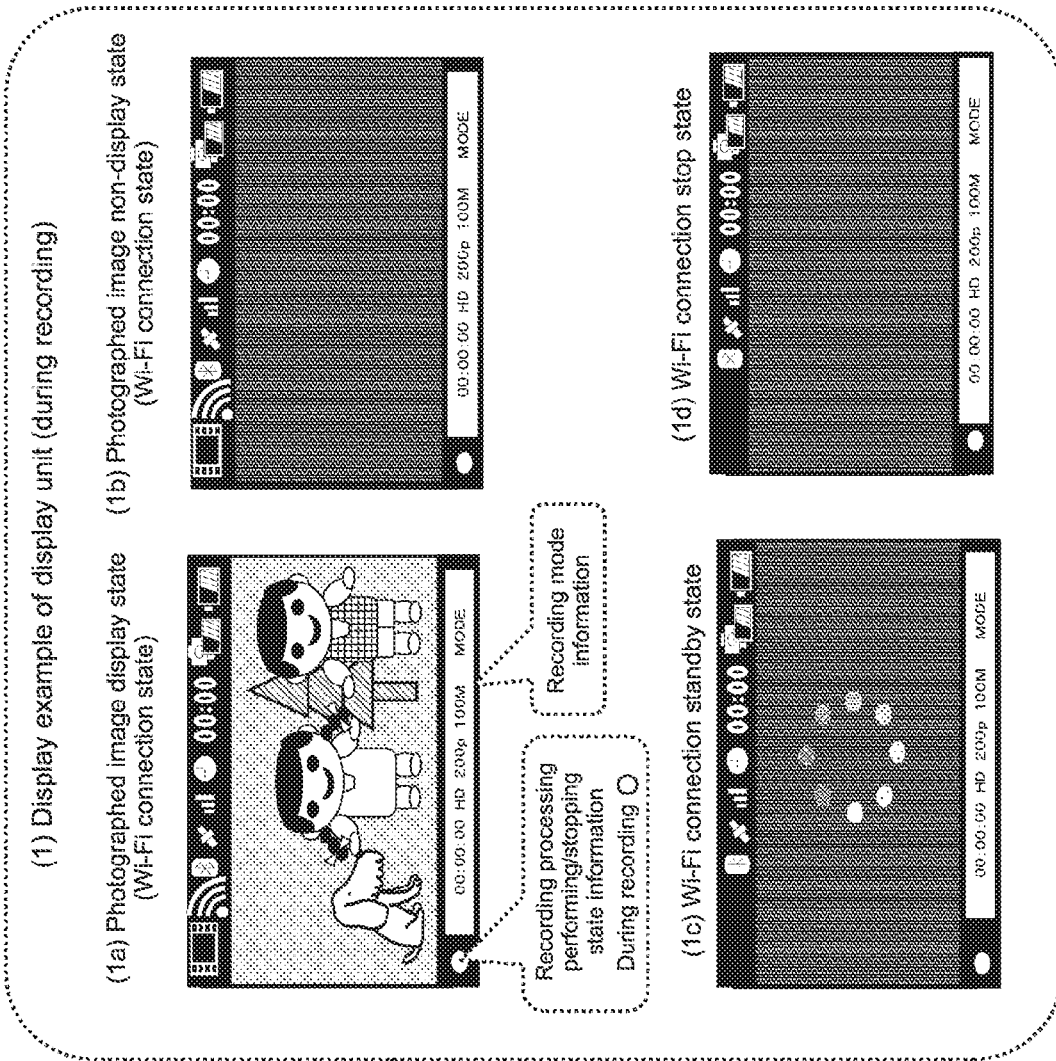 (1) Display example of display unit (during recording)
(1a) Photographed image display state
(Wi-Fi connection state)
00:00
00:00:00 HD 200p 100M MODE
Recording processing
performing/stopping
state information
During recording
Recording mode
information
(1b) Photographed image non-display state
(Wi-Fi connection state)
00:00
00:00:00 HD 200p 100M MODE
(1c) Wi-Fi connection standby state
00:00
00:00:00 HD 200p 100M MODE
(1d) Wi-Fi connection stop state
00:00
00:00:00 HD 200p 100M MODE